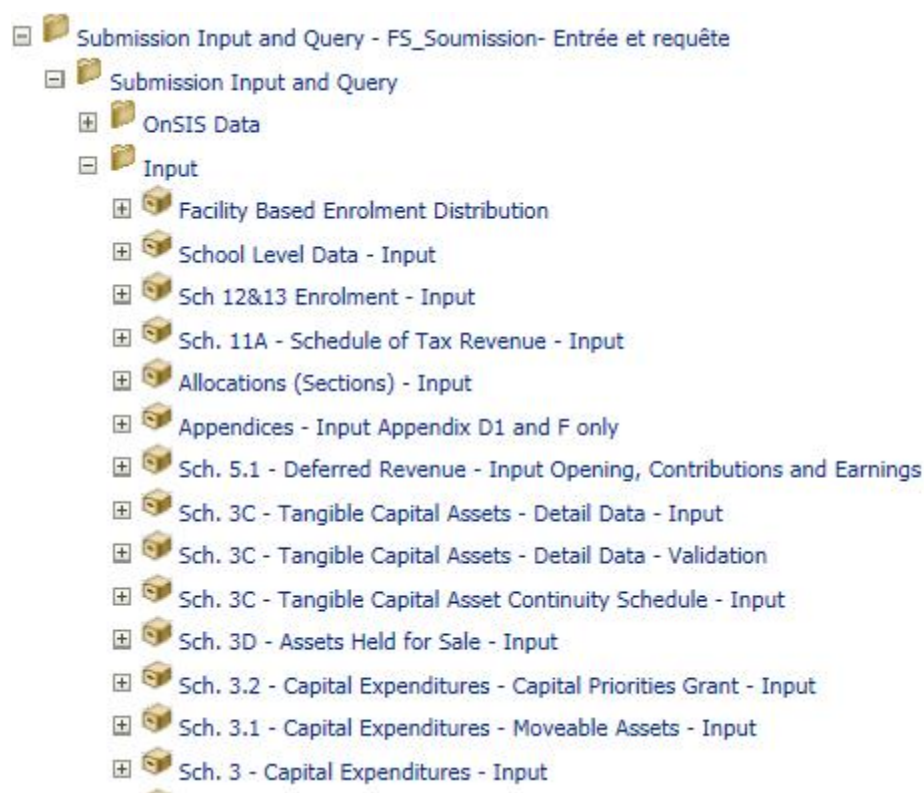 Submission Input and Query - FS_Soumission- Entrée et requête
Submission Input and Query
OnSIS Data
Input
Facility Based Enrolment Distribution
School Level Data - Input
Sch 12&13 Enrolment - Input
Sch. 11A - Schedule of Tax Revenue - Input
Allocations (Sections) - Input
Appendices - Input Appendix D1 and F only
Sch. 5.1 - Deferred Revenue - Input Opening, Contributions and Earnings
Sch. 3C - Tangible Capital Assets - Detail Data - Input
Sch. 3C - Tangible Capital Assets - Detail Data - Validation
Sch. 3C - Tangible Capital Asset Continuity Schedule - Input
Sch. 3D - Assets Held for Sale - Input
Sch. 3.2 - Capital Expenditures - Capital Priorities Grant - Input
Sch. 3.1 - Capital Expenditures - Moveable Assets - Input
Sch. 3 - Capital Expenditures - Input